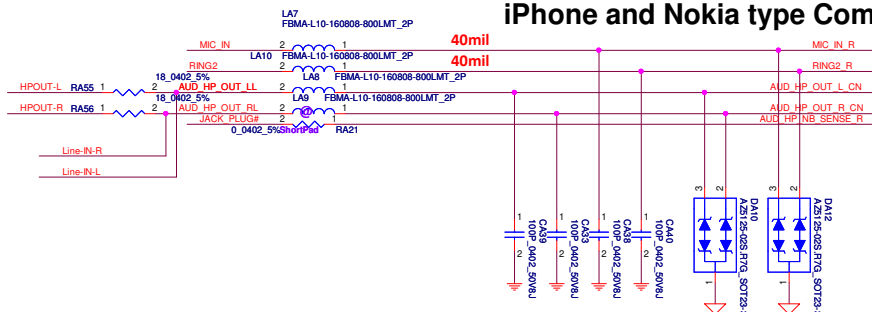 iPhone and Nokia type Com
LA7
FBMA-L10-160808-800LMT_2P
MIC_IN 2 1 40mil MIC_IN_R
LA10 FBMA-L10-160808-800LMT_2P
RING2 2 1 40mil RING2_R
18_0402_5% LA8 FBMA-L10-160808-800LMT_2P
HPOUT-L RA55 1 2 AUD_HP_OUT_LL 2 1 AUD_HP_OUT_L_CN
18_0402_5% LA9 FBMA-L10-160808-800LMT_2P
HPOUT-R RA56 1 2 AUD_HP_OUT_RL 2 @ 1 AUD_HP_OUT_R_CN
JACK_PLUG# 2 1 AUD_HP_NB_SENSE_R
0_0402_5%ShortPad RA21
Line-IN-R
Line-IN-L
3 2 3 2
1 1 1 1
2 2 2 2
1 1
CA39
100P_0402_50V8J
CA33
100P_0402_50V8J
CA38
100P_0402_50V8J
CA40
100P_0402_50V8J
DA10
AZ5125-02S.R7G_SOT23-
DA12
AZ5125-02S.R7G_SOT23-